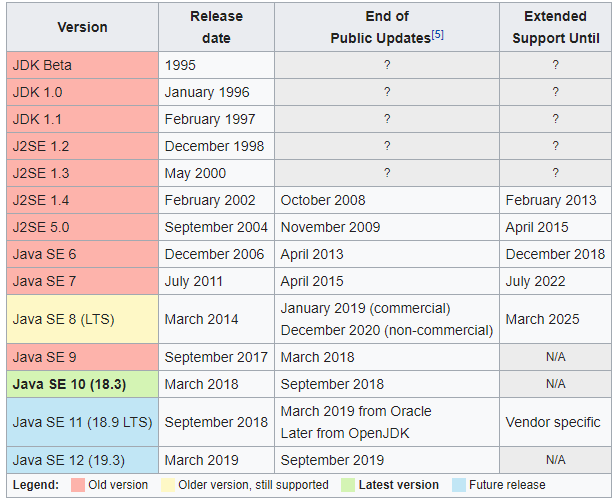 Version Release date End of Public Updates[5] Extended Support Until
JDK Beta 1995 ? ?
JDK 1.0 January 1996 ? ?
JDK 1.1 February 1997 ? ?
J2SE 1.2 December 1998 ? ?
J2SE 1.3 May 2000 ? ?
J2SE 1.4 February 2002 October 2008 February 2013
J2SE 5.0 September 2004 November 2009 April 2015
Java SE 6 December 2006 April 2013 December 2018
Java SE 7 July 2011 April 2015 July 2022
Java SE 8 (LTS) March 2014 January 2019 (commercial) December 2020 (non-commercial) March 2025
Java SE 9 September 2017 March 2018 N/A
Java SE 10 (18.3) March 2018 September 2018 N/A
Java SE 11 (18.9 LTS) September 2018 March 2019 from Oracle Later from OpenJDK Vendor specific
Java SE 12 (19.3) March 2019 September 2019 N/A
Legend: Old version Older version, still supported Latest version Future release